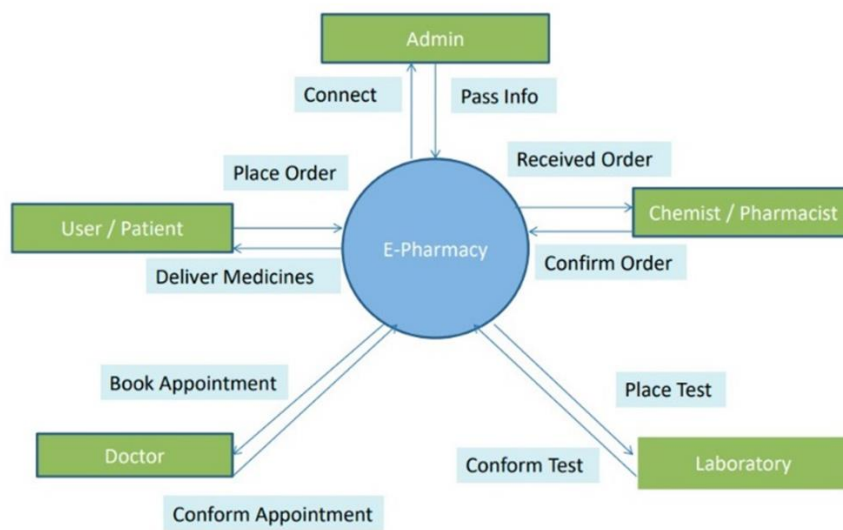 Admin
Connect
Pass Info
Place Order
Received Order
User / Patient
Chemist / Pharmacist
E-Pharmacy
Deliver Medicines
Confirm Order
Book Appointment
Place Test
Doctor
Conform Test
Laboratory
Conform Appointment